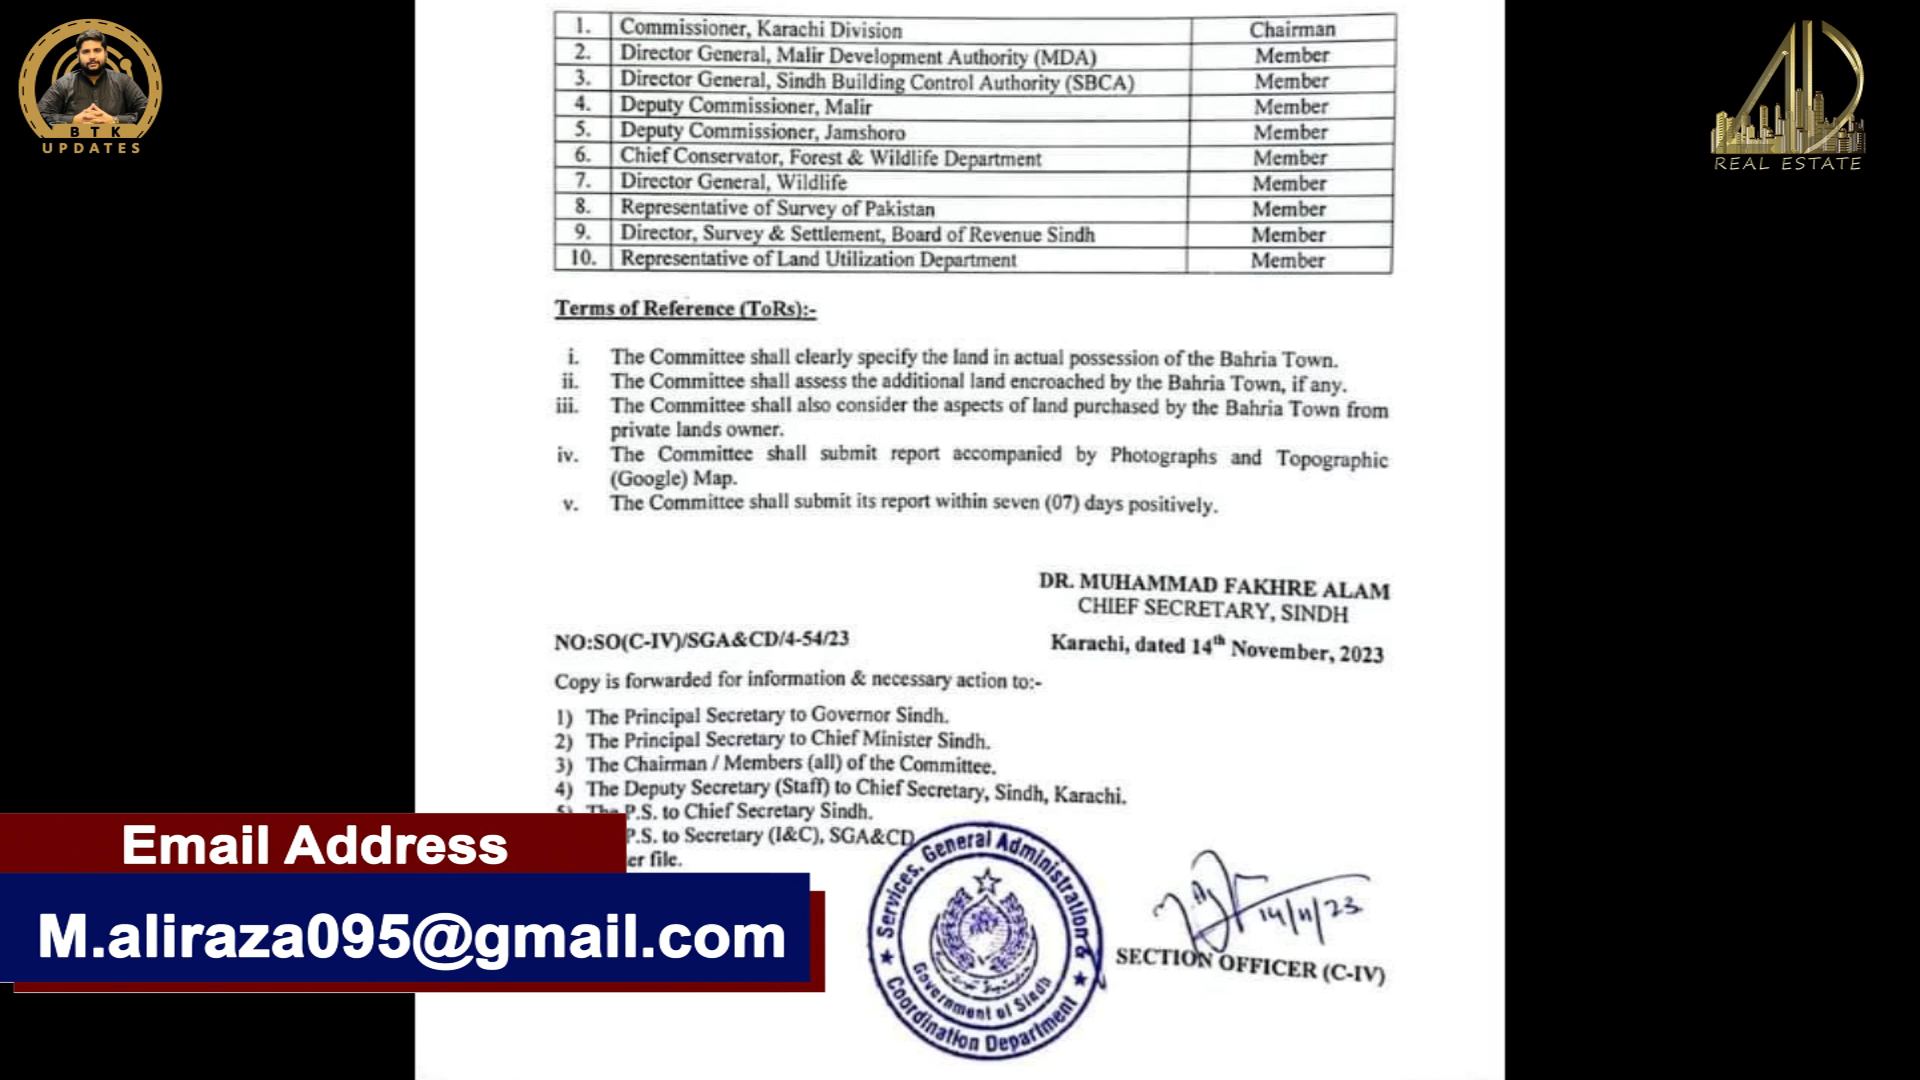 BTK
UPDATES
REAL ESTATE
1. Commissioner, Karachi Division Chairman
2. Director General, Malir Development Authority (MDA) Member
3. Director General, Sindh Building Control Authority (SBCA) Member
4. Deputy Commissioner, Malir Member
5. Deputy Commissioner, Jamshoro Member
6. Chief Conservator, Forest & Wildlife Department Member
7. Director General, Wildlife Member
8. Representative of Survey of Pakistan Member
9. Director, Survey & Settlement, Board of Revenue Sindh Member
10. Representative of Land Utilization Department Member
Terms of Reference (ToRs):-
i. The Committee shall clearly specify the land in actual possession of the Bahria Town.
ii. The Committee shall assess the additional land encroached by the Bahria Town, if any.
iii. The Committee shall also consider the aspects of land purchased by the Bahria Town from
private lands owner.
iv. The Committee shall submit report accompanied by Photographs and Topographic
(Google) Map.
v. The Committee shall submit its report within seven (07) days positively.
DR. MUHAMMAD FAKHRE ALAM
CHIEF SECRETARY, SINDH
NO:SO(C-IV)/SGA&CD/4-54/23 Karachi, dated 14th November, 2023
Copy is forwarded for information & necessary action to:-
1) The Principal Secretary to Governor Sindh.
2) The Principal Secretary to Chief Minister Sindh.
3) The Chairman / Members (all) of the Committee.
4) The Deputy Secretary (Staff) to Chief Secretary, Sindh, Karachi.
5) The P.S. to Chief Secretary Sindh.
P.S. to Secretary (I&C), SGA&CD
er file.
Services, General Administration &
Coordination Department
Government of Sindh
14/11/23
SECTION OFFICER (C-IV)
Email Address
M.aliraza095@gmail.com